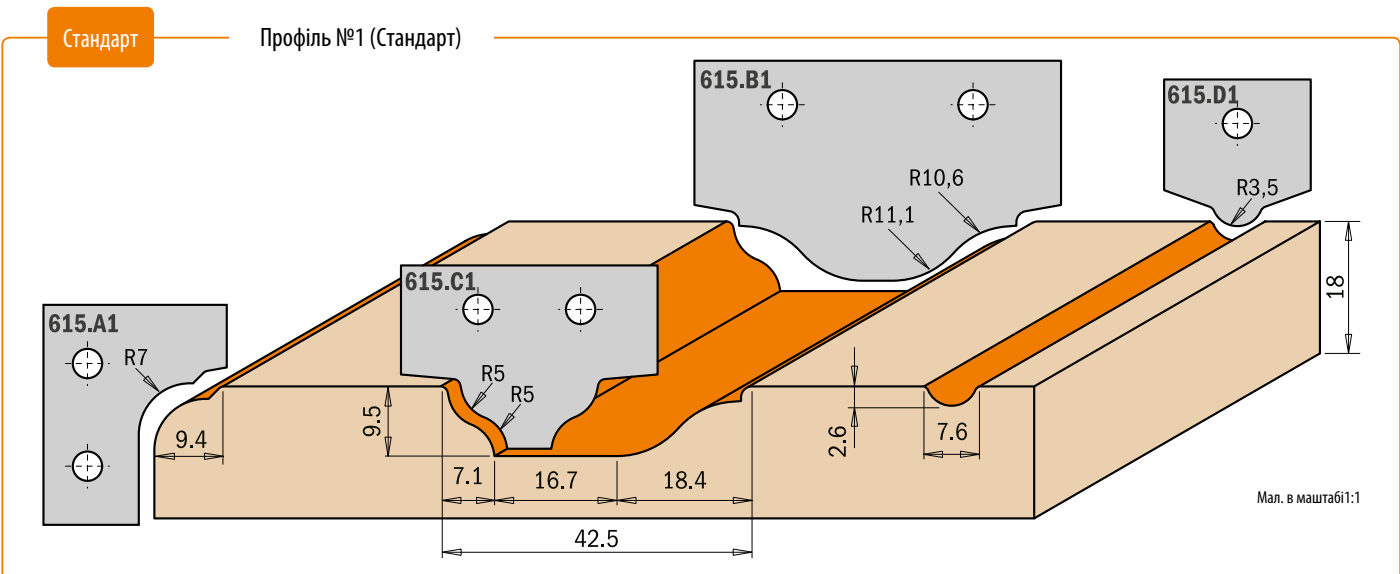 Стандарт
Профіль №1 (Стандарт)
615.B1
615.D1
R10,6
R3,5
R11,1
615.C1
18
615.A1
R7
R5
R5
9.5
9.4
2.6
7.6
7.1
16.7
18.4
Мал. в маштабі1:1
42.5